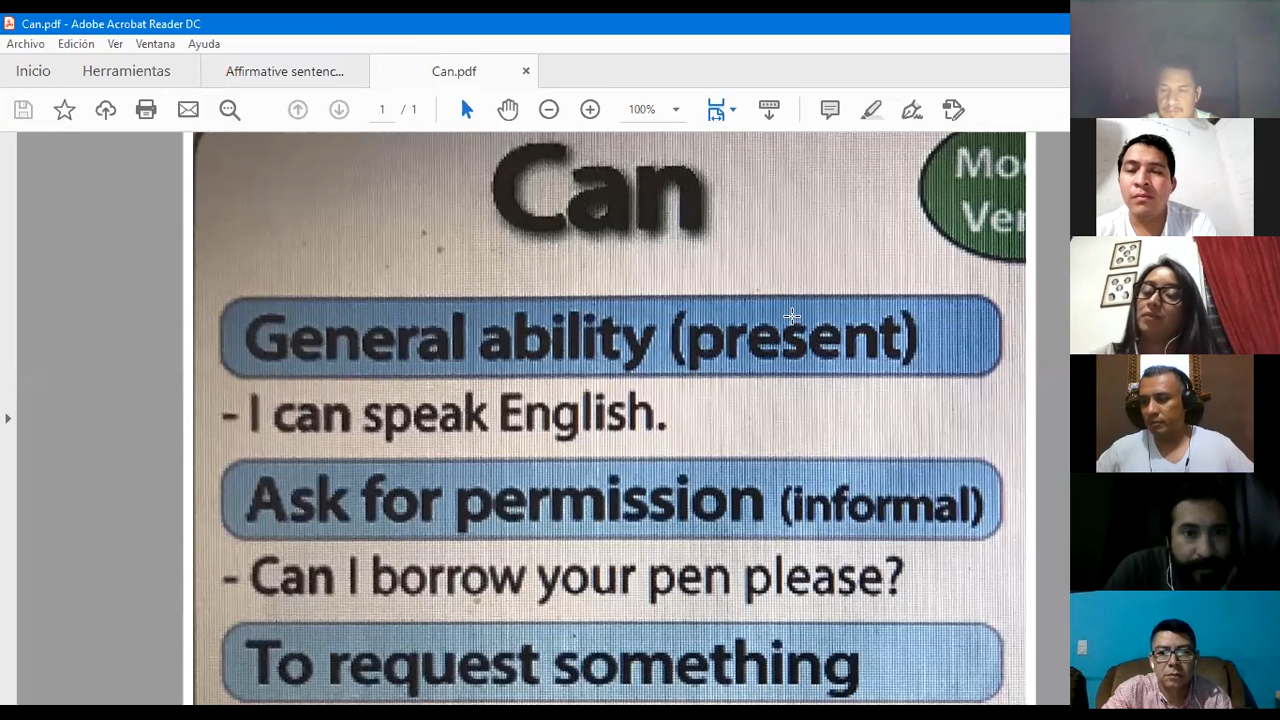 Can.pdf - Adobe Acrobat Reader DC
Archivo Edición Ver Ventana Ayuda
Inicio Herramientas Affirmative sentenc... Can.pdf ×
1 / 1 100%
Can
General ability (present)
- I can speak English.
Ask for permission (informal)
- Can I borrow your pen please?
To request something